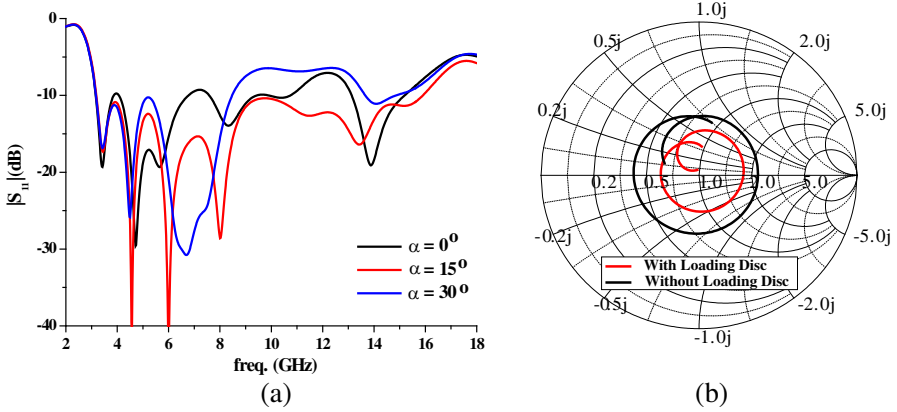 0
-10
-20
-30
-40
|S11| (dB)
2 4 6 8 10 12 14 16 18
freq. (GHz)
α = 0°
α = 15°
α = 30°
(a)
1.0j
0.5j 2.0j
0.2j 5.0j
0.2 0.5 1.0 2.0 5.0
-0.2j -5.0j
With Loading Disc
Without Loading Disc
-0.5j -2.0j
-1.0j
(b)